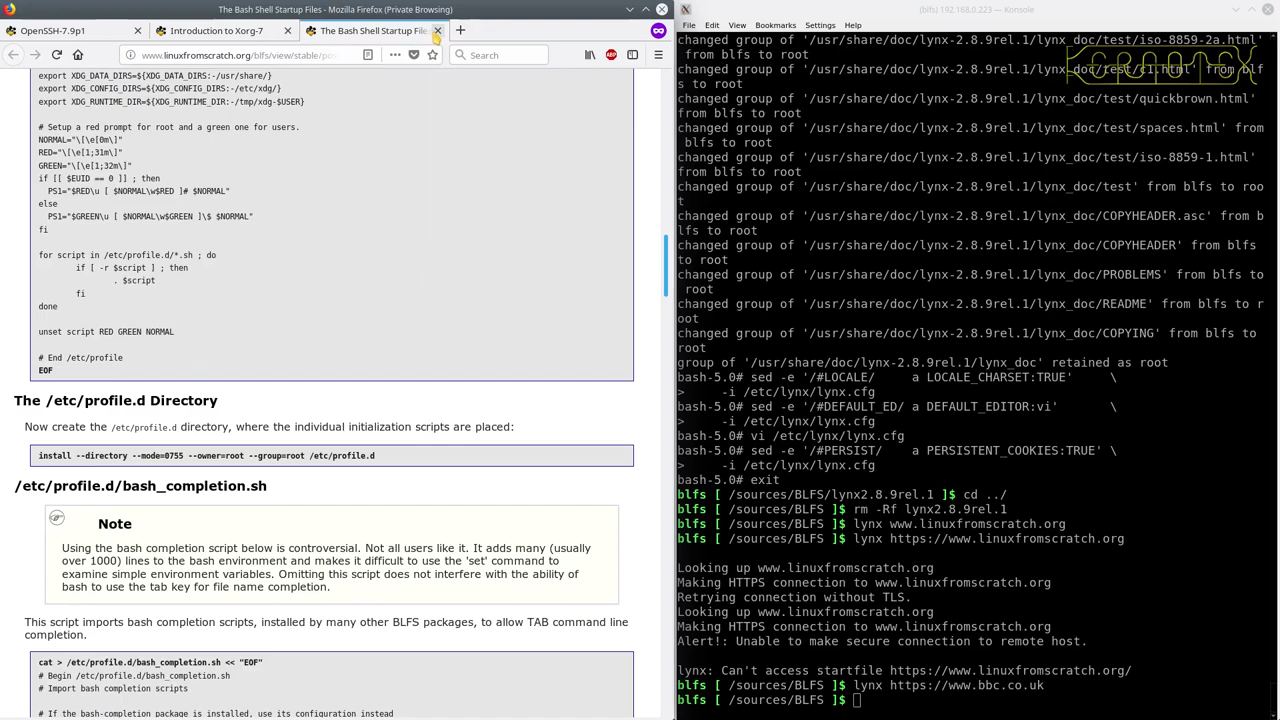 The Bash Shell Startup Files - Mozilla Firefox (Private Browsing)
OpenSSH-7.9p1
Introduction to Xorg-7
The Bash Shell Startup File
www.linuxfromscratch.org/blfs/view/stable/pos
Search
export XDG_DATA_DIRS=${XDG_DATA_DIRS:-/usr/share/}
export XDG_CONFIG_DIRS=${XDG_CONFIG_DIRS:-/etc/xdg/}
export XDG_RUNTIME_DIR=${XDG_RUNTIME_DIR:-/tmp/xdg-$USER}
# Setup a red prompt for root and a green one for users.
NORMAL="\[\e[0m\]"
RED="\[\e[1;31m\]"
GREEN="\[\e[1;32m\]"
if [[ $EUID == 0 ]] ; then
PS1="$RED\u [ $NORMAL\w$RED ]# $NORMAL"
else
PS1="$GREEN\u [ $NORMAL\w$GREEN ]\$ $NORMAL"
fi
for script in /etc/profile.d/*.sh ; do
if [ -r $script ] ; then
. $script
fi
done
unset script RED GREEN NORMAL
# End /etc/profile
EOF
The /etc/profile.d Directory
Now create the /etc/profile.d directory, where the individual initialization scripts are placed:
install --directory --mode=0755 --owner=root --group=root /etc/profile.d
/etc/profile.d/bash_completion.sh
Note
Using the bash completion script below is controversial. Not all users like it. It adds many (usually
over 1000) lines to the bash environment and makes it difficult to use the 'set' command to
examine simple environment variables. Omitting this script does not interfere with the ability of
bash to use the tab key for file name completion.
This script imports bash completion scripts, installed by many other BLFS packages, to allow TAB command line
completion.
cat > /etc/profile.d/bash_completion.sh << "EOF"
# Begin /etc/profile.d/bash_completion.sh
# Import bash completion scripts
# If the bash-completion package is installed, use its configuration instead
(blfs) 192.168.0.223 — Konsole
File Edit View Bookmarks Settings Help
changed group of '/usr/share/doc/lynx-2.8.9rel.1/lynx_doc/test/iso-8859-2a.html'
from blfs to root
changed group of '/usr/share/doc/lynx-2.8.9rel.1/lynx_doc/test/c1.html' from blf
s to root
changed group of '/usr/share/doc/lynx-2.8.9rel.1/lynx_doc/test/quickbrown.html'
from blfs to root
changed group of '/usr/share/doc/lynx-2.8.9rel.1/lynx_doc/test/spaces.html' from
blfs to root
changed group of '/usr/share/doc/lynx-2.8.9rel.1/lynx_doc/test/iso-8859-1.html'
from blfs to root
changed group of '/usr/share/doc/lynx-2.8.9rel.1/lynx_doc/test' from blfs to roo
t
changed group of '/usr/share/doc/lynx-2.8.9rel.1/lynx_doc/COPYHEADER.asc' from b
lfs to root
changed group of '/usr/share/doc/lynx-2.8.9rel.1/lynx_doc/COPYHEADER' from blfs
to root
changed group of '/usr/share/doc/lynx-2.8.9rel.1/lynx_doc/PROBLEMS' from blfs to
root
changed group of '/usr/share/doc/lynx-2.8.9rel.1/lynx_doc/README' from blfs to r
oot
changed group of '/usr/share/doc/lynx-2.8.9rel.1/lynx_doc/COPYING' from blfs to
root
group of '/usr/share/doc/lynx-2.8.9rel.1/lynx_doc' retained as root
bash-5.0# sed -e '/#LOCALE/ a LOCALE_CHARSET:TRUE' \
> -i /etc/lynx/lynx.cfg
bash-5.0# sed -e '/#DEFAULT_ED/ a DEFAULT_EDITOR:vi' \
> -i /etc/lynx/lynx.cfg
bash-5.0# vi /etc/lynx/lynx.cfg
bash-5.0# sed -e '/#PERSIST/ a PERSISTENT_COOKIES:TRUE' \
> -i /etc/lynx/lynx.cfg
bash-5.0# exit
blfs [ /sources/BLFS/lynx2.8.9rel.1 ]$ cd ../
blfs [ /sources/BLFS ]$ rm -Rf lynx2.8.9rel.1
blfs [ /sources/BLFS ]$ lynx www.linuxfromscratch.org
blfs [ /sources/BLFS ]$ lynx https://www.linuxfromscratch.org
Looking up www.linuxfromscratch.org
Making HTTPS connection to www.linuxfromscratch.org
Retrying connection without TLS.
Looking up www.linuxfromscratch.org
Making HTTPS connection to www.linuxfromscratch.org
Alert!: Unable to make secure connection to remote host.
lynx: Can't access startfile https://www.linuxfromscratch.org/
blfs [ /sources/BLFS ]$ lynx https://www.bbc.co.uk
blfs [ /sources/BLFS ]$